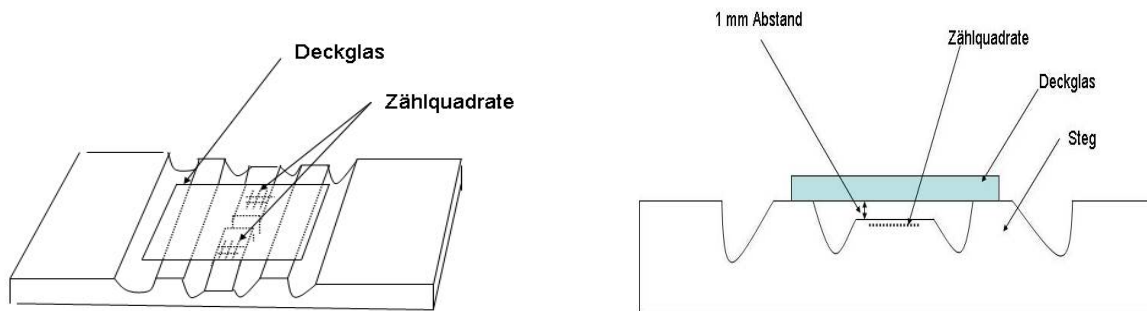 Deckglas
Zählquadrate
1 mm Abstand
Zählquadrate
Deckglas
Steg